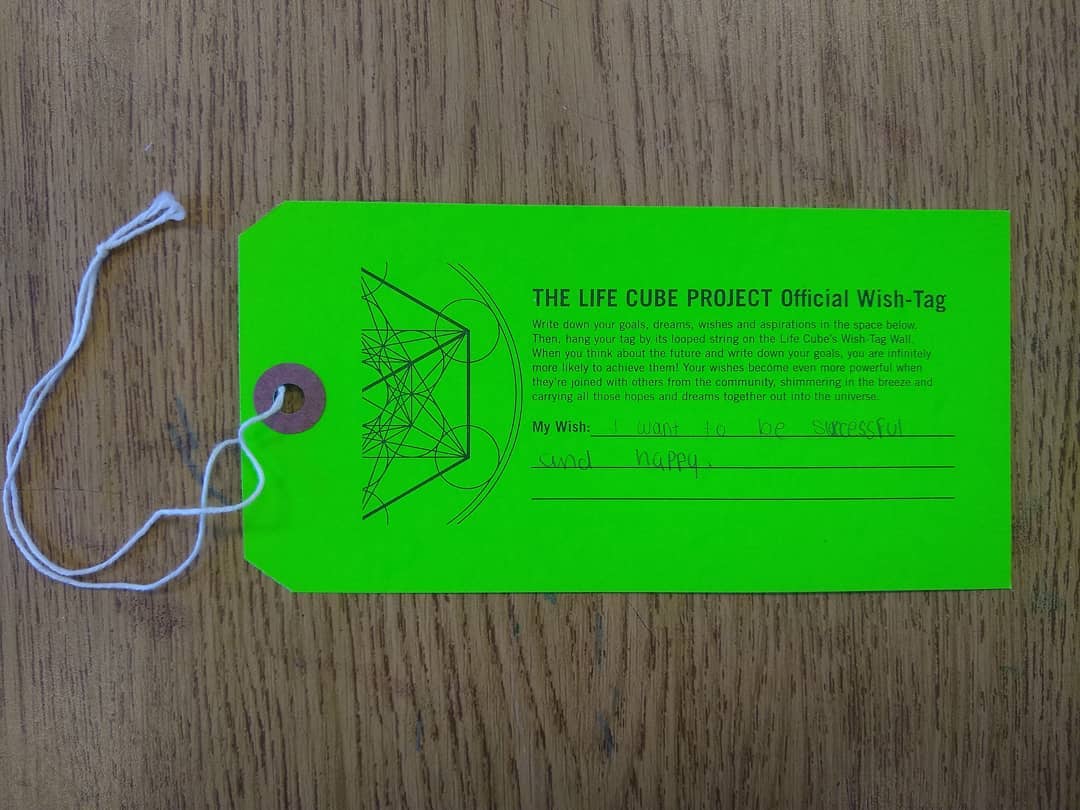 THE LIFE CUBE PROJECT Official Wish-Tag
Write down your goals, dreams, wishes and aspirations in the space below.
Then, hang your tag by its looped string on the Life Cube's Wish-Tag Wall.
When you think about the future and write down your goals, you are infinitely
more likely to achieve them! Your wishes become even more powerful when
they're joined with others from the community, shimmering in the breeze and
carrying all those hopes and dreams together out into the universe.
My Wish: I want to be successful
and happy.